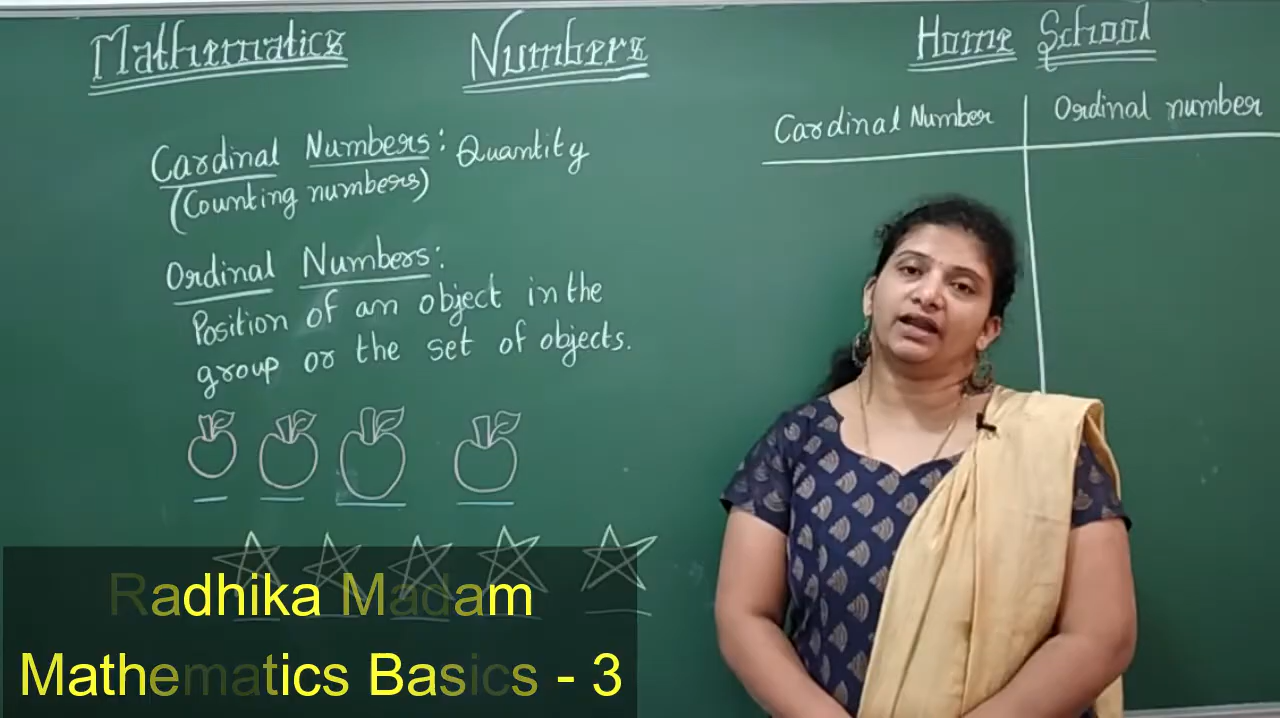 Mathematics
Numbers
Home School
Cardinal Numbers: Quantity
(Counting numbers)
Ordinal Numbers:
Position of an object in the
group or the set of objects.
Cardinal Number
Ordinal number
Radhika Madam
Mathematics Basics - 3